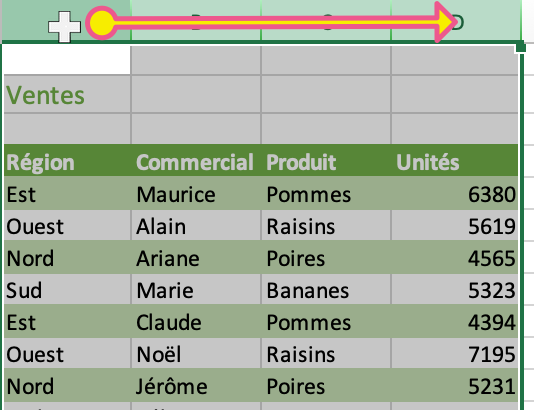 D
Ventes
Région Commercial Produit Unités
Est Maurice Pommes 6380
Ouest Alain Raisins 5619
Nord Ariane Poires 4565
Sud Marie Bananes 5323
Est Claude Pommes 4394
Ouest Noël Raisins 7195
Nord Jérôme Poires 5231